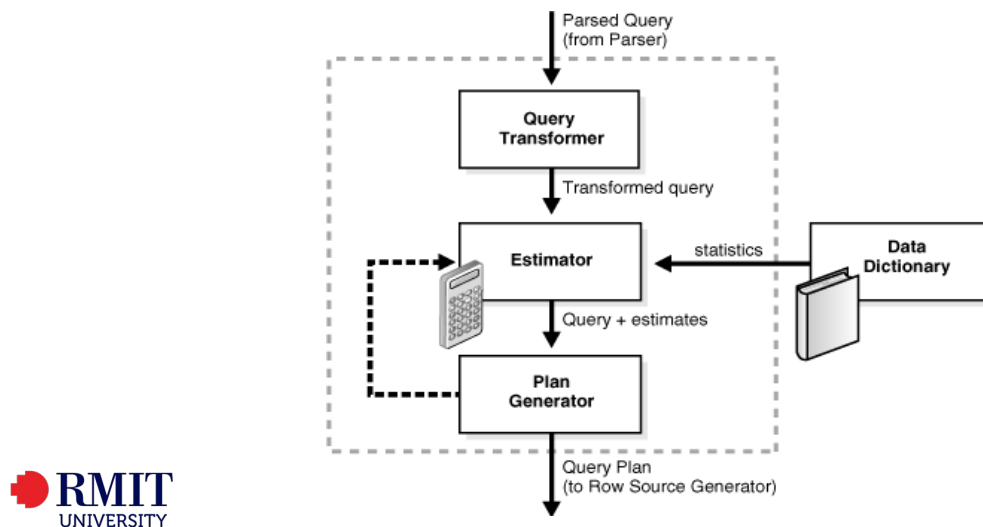 Parsed Query
(from Parser)
Query
Transformer
Transformed query
Estimator
statistics
Data
Dictionary
Query + estimates
Plan
Generator
Query Plan
(to Row Source Generator)
RMIT
UNIVERSITY